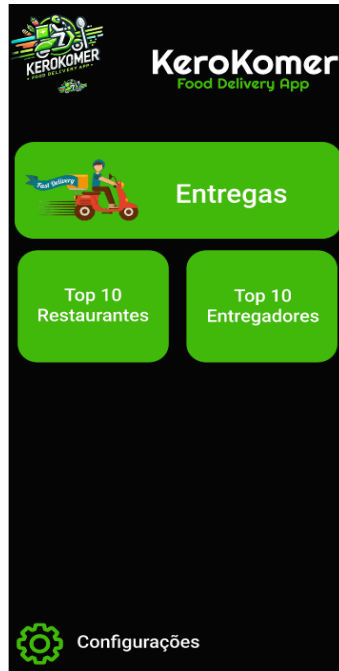 KEROKOMER
FOOD DELIVERY APP
KeroKomer
Food Delivery App
Fast Delivery
Entregas
Top 10
Restaurantes
Top 10
Entregadores
Configurações